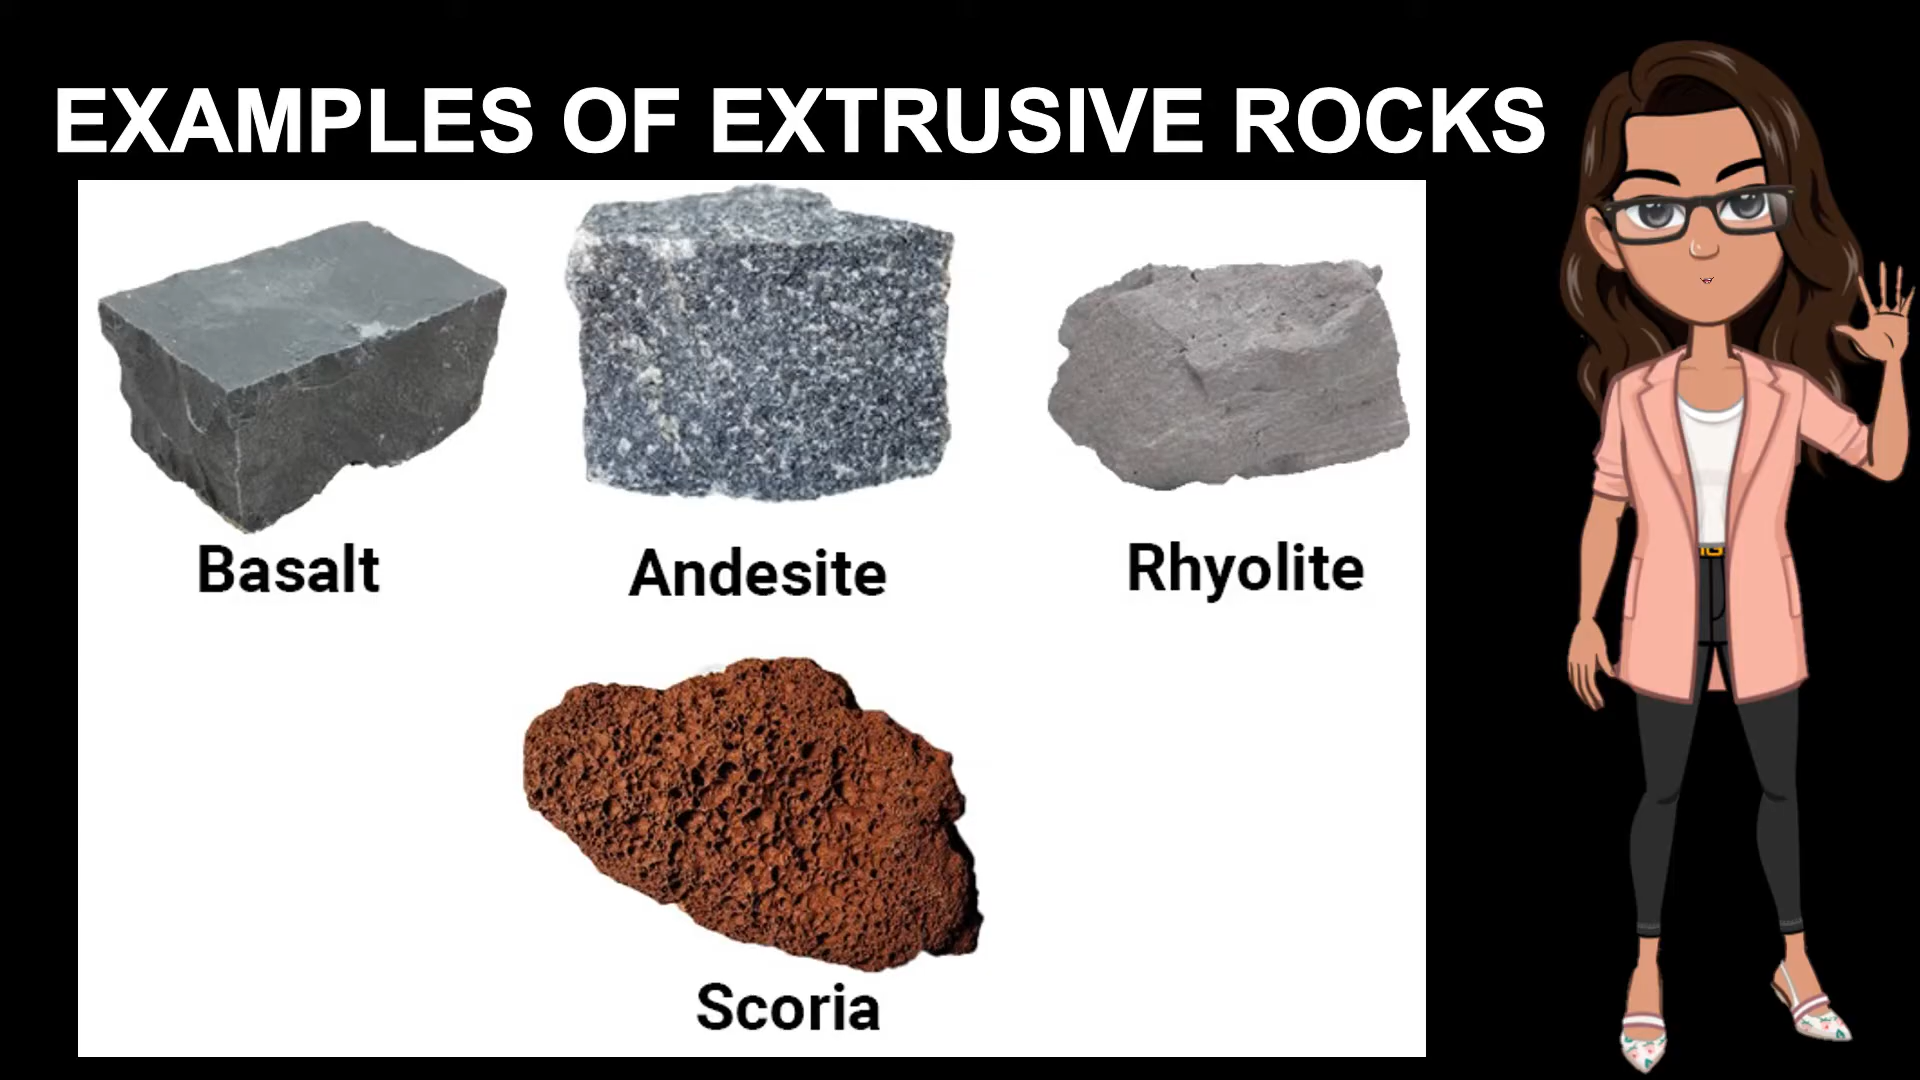 EXAMPLES OF EXTRUSIVE ROCKS
Basalt
Andesite
Rhyolite
Scoria